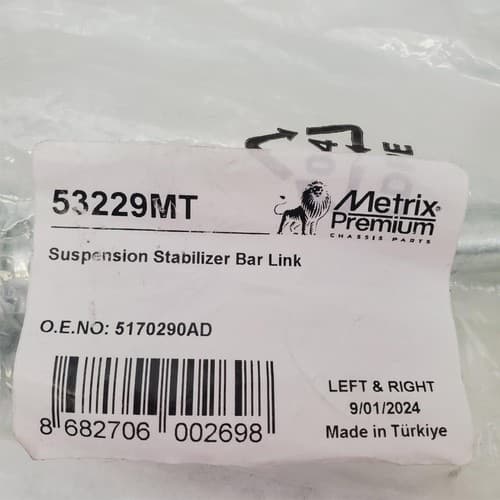 53229MT
Metrix®
Premium
CHASSIS PARTS
Suspension Stabilizer Bar Link
O.E.NO: 5170290AD
8 682706 002698
LEFT & RIGHT
9/01/2024
Made in Türkiye